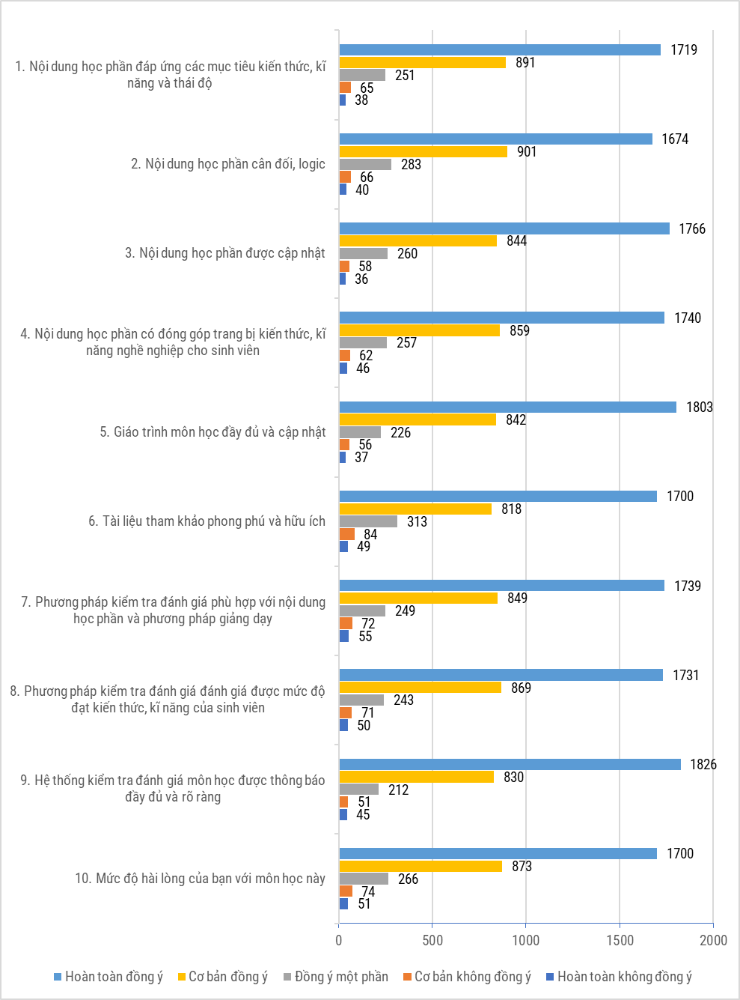 1. Nội dung học phần đáp ứng các mục tiêu kiến thức, kĩ
năng và thái độ
1719
891
251
65
38
2. Nội dung học phần cân đối, logic
1674
901
283
66
40
3. Nội dung học phần được cập nhật
1766
844
260
58
36
4. Nội dung học phần có đóng góp trang bị kiến thức, kĩ
năng nghề nghiệp cho sinh viên
1740
859
257
62
46
5. Giáo trình môn học đầy đủ và cập nhật
1803
842
226
56
37
6. Tài liệu tham khảo phong phú và hữu ích
1700
818
313
84
49
7. Phương pháp kiểm tra đánh giá phù hợp với nội dung
học phần và phương pháp giảng dạy
1739
849
249
72
55
8. Phương pháp kiểm tra đánh giá đánh giá được mức độ
đạt kiến thức, kĩ năng của sinh viên
1731
869
243
71
50
9. Hệ thống kiểm tra đánh giá môn học được thông báo
đầy đủ và rõ ràng
1826
830
212
51
45
10. Mức độ hài lòng của bạn với môn học này
1700
873
266
74
51
0 500 1000 1500 2000
Hoàn toàn đồng ý Cơ bản đồng ý Đồng ý một phần Cơ bản không đồng ý Hoàn toàn không đồng ý